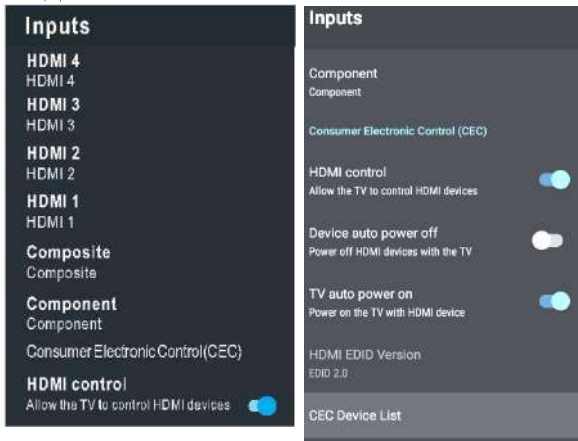 Inputs
HDMI 4
HDMI 4
HDMI 3
HDMI 3
HDMI 2
HDMI 2
HDMI 1
HDMI 1
Composite
Composite
Component
Component
Consumer Electronic Control(CEC)
HDMI control
Allow the TV to control HDMI devices
Inputs
Component
Component
Consumer Electronic Control (CEC)
HDMI control
Allow the TV to control HDMI devices
Device auto power off
Power off HDMI devices with the TV
TV auto power on
Power on the TV with HDMI device
HDMI EDID Version
EDID 2.0
CEC Device List